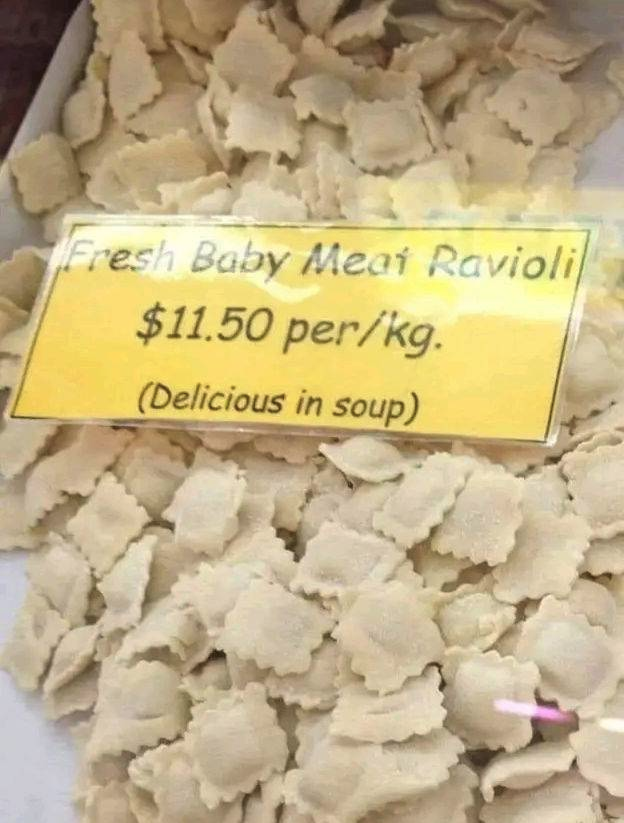 Fresh Baby Meat Ravioli
$11.50 per/kg.
(Delicious in soup)